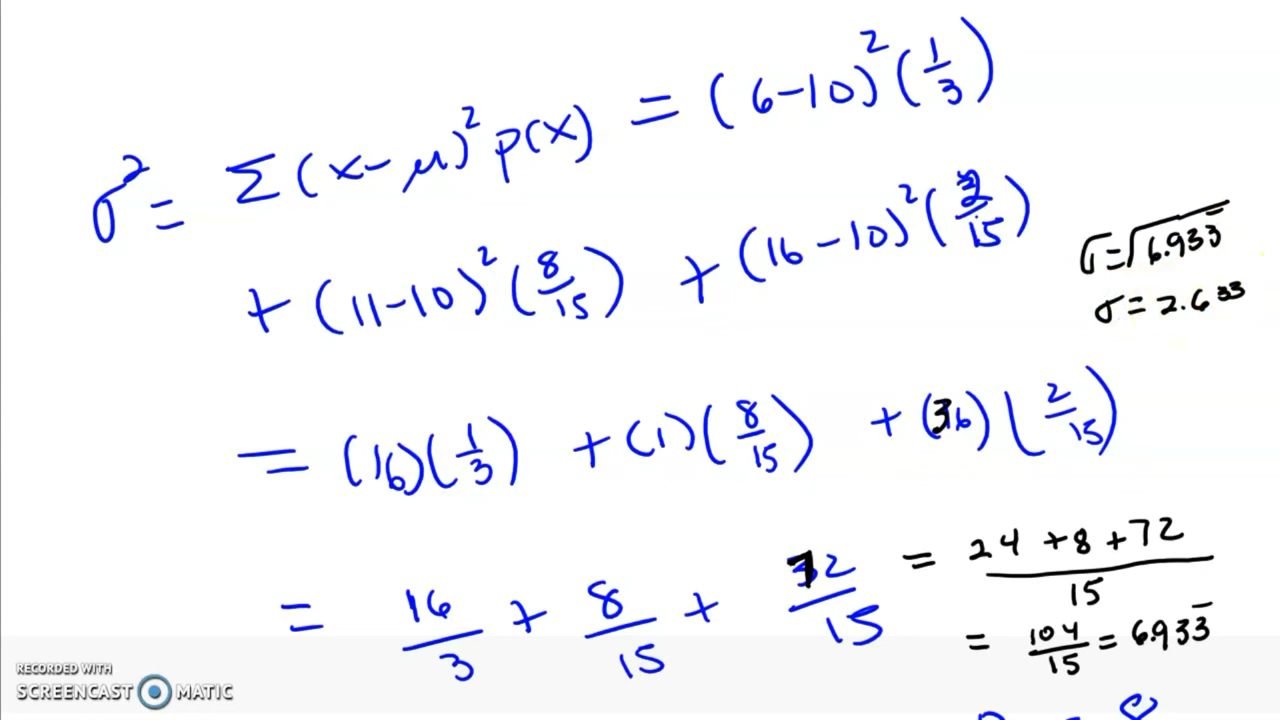 σ² = Σ(x-μ)² p(x) = (6-10)² (1/3)
+ (11-10)² (8/15) + (16-10)² (2/15)
σ = √6.933̅
σ = 2.633
= (16)(1/3) + (1)(8/15) + (36)(2/15)
= 16/3 + 8/15 + 72/15 = (24+8+72)/15
= 104/15 = 6.933̅
RECORDED WITH
SCREENCAST MATIC